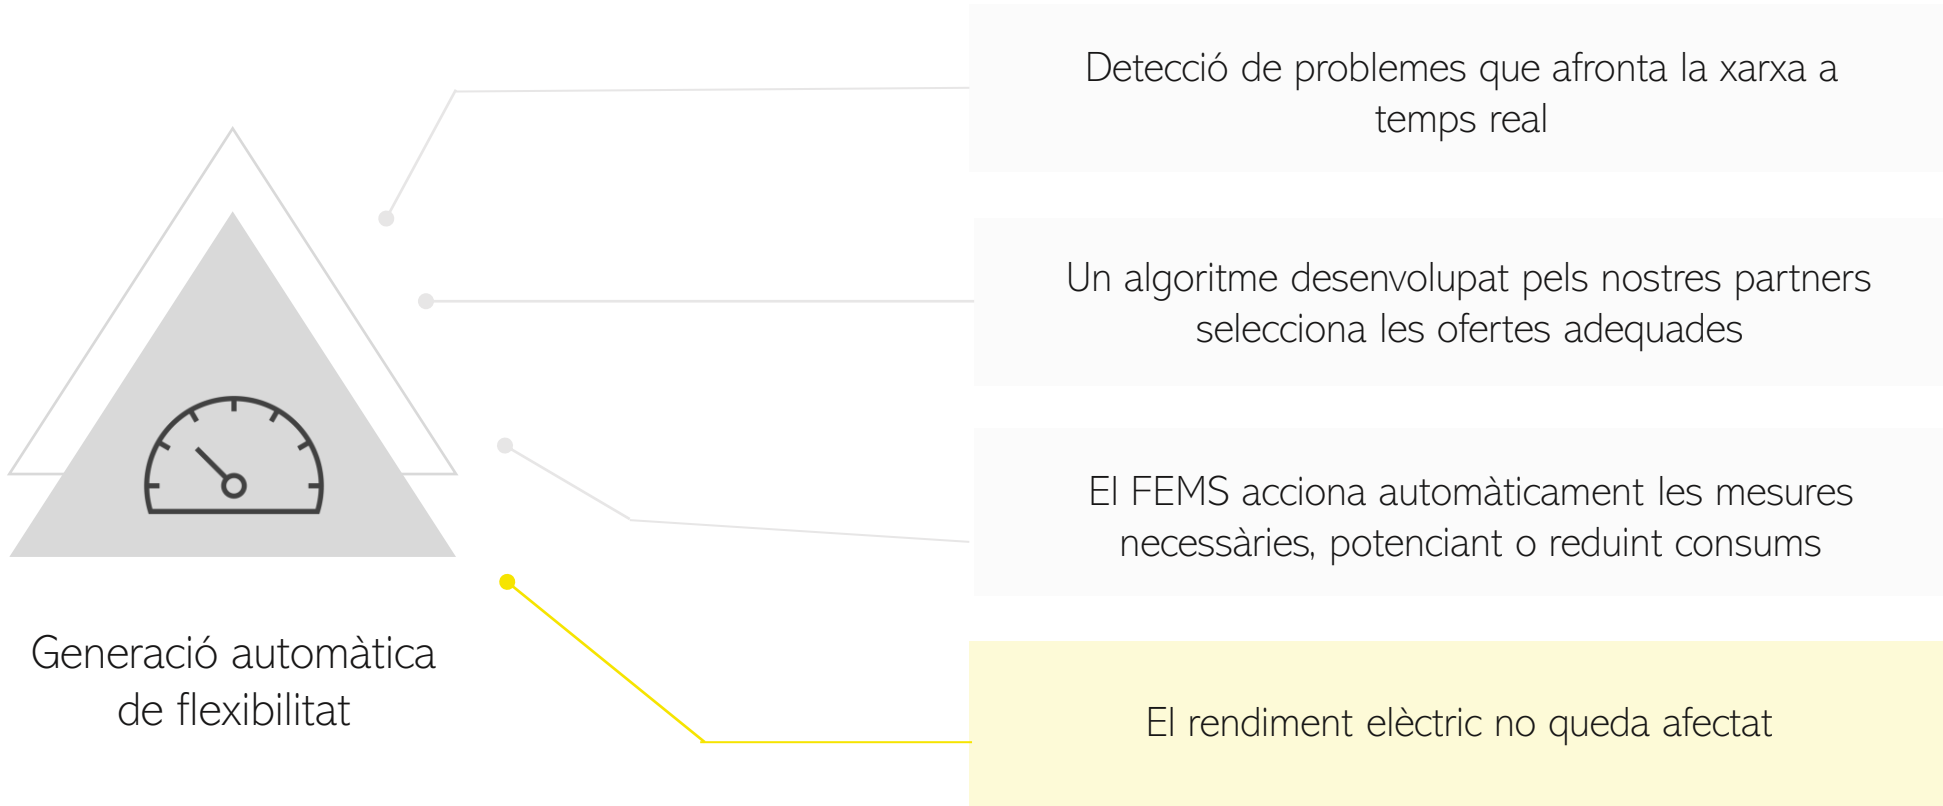 Detecció de problemes que afronta la xarxa a
temps real
Un algoritme desenvolupat pels nostres partners
selecciona les ofertes adequades
El FEMS acciona automàticament les mesures
necessàries, potenciant o reduint consums
Generació automàtica
de flexibilitat
El rendiment elèctric no queda afectat